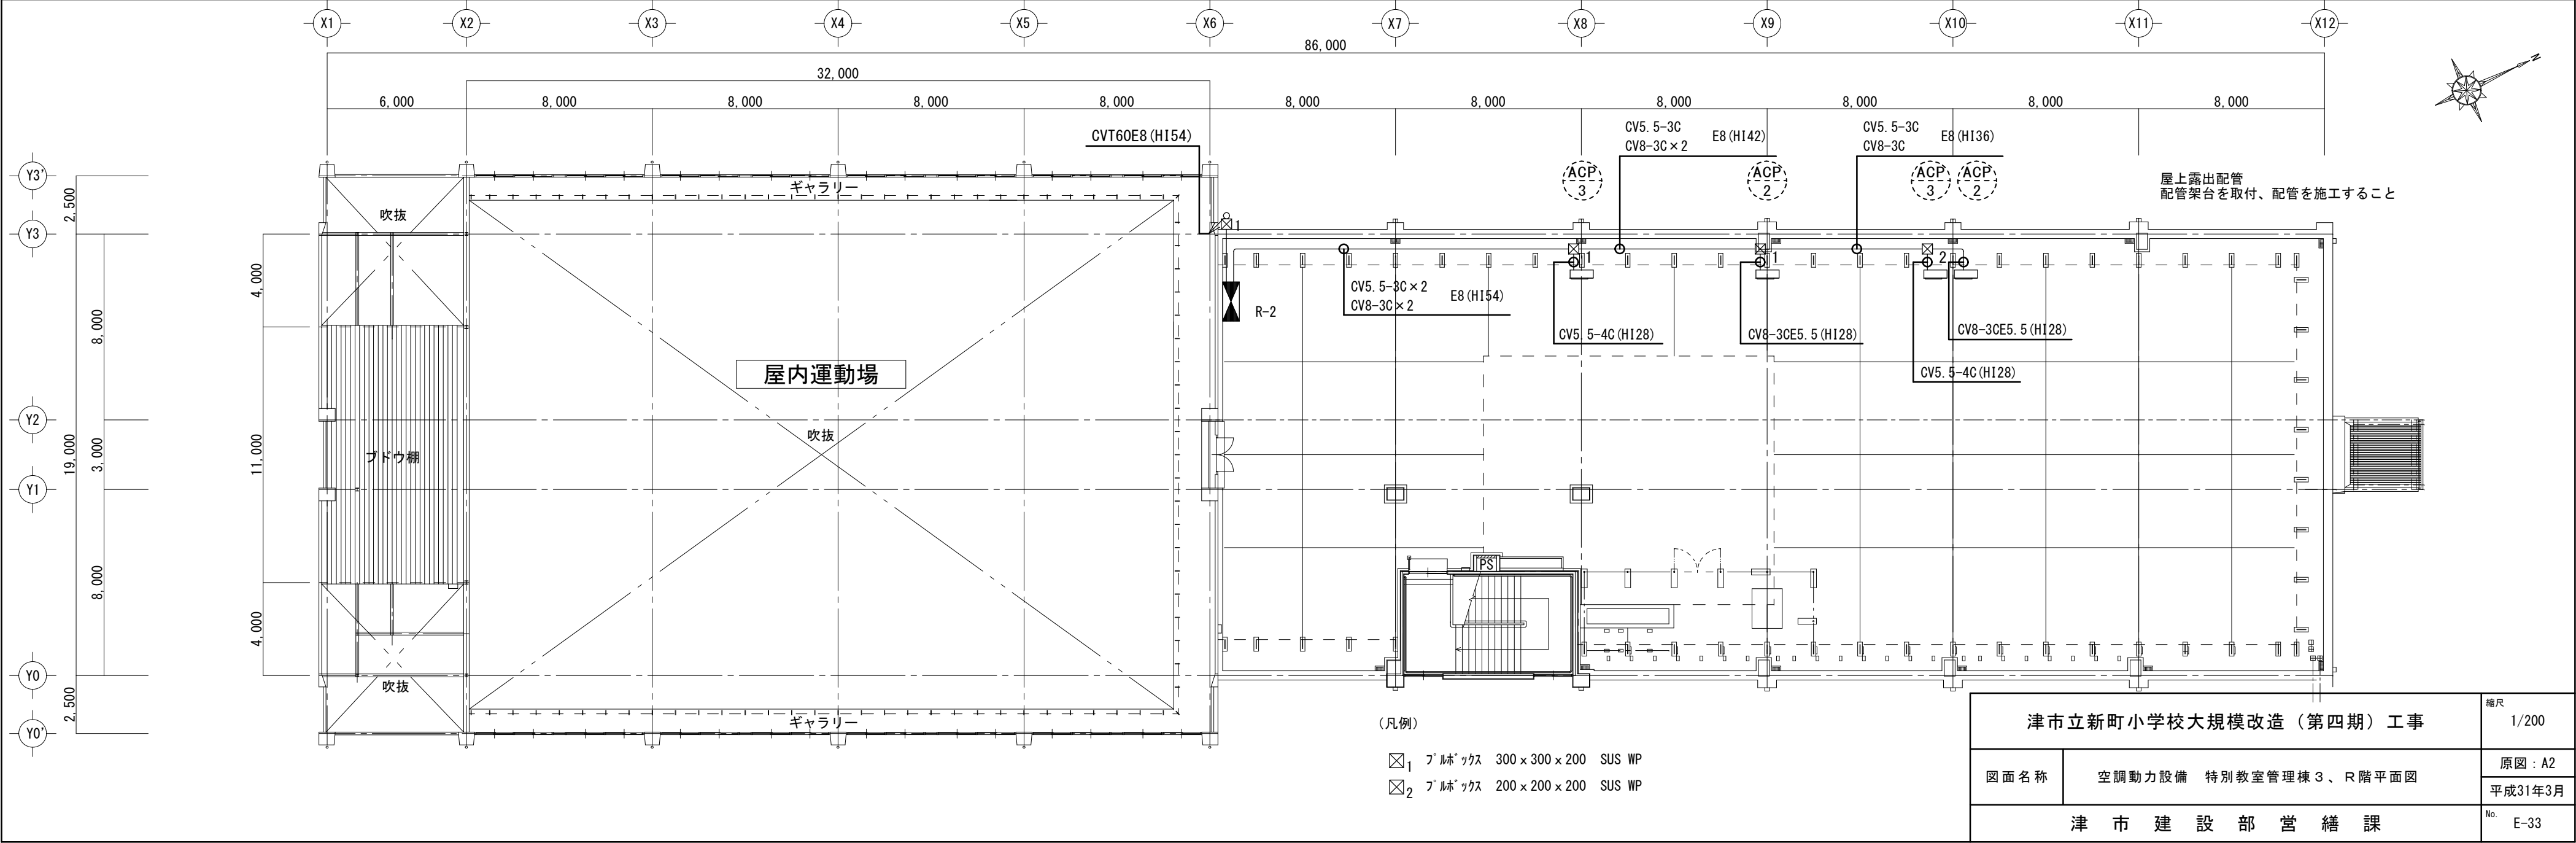 X1 X2 X3 X4 X5 X6 X7 X8 X9 X10 X11 X12
86,000
32,000
6,000 8,000 8,000 8,000 8,000 8,000 8,000 8,000 8,000 8,000 8,000
N
CVT60E8(HI54)
CV5.5-3C
CV8-3C×2
E8(HI42)
CV5.5-3C
CV8-3C
E8(HI36)
ACP 3
ACP 2
ACP 3
ACP 2
屋上露出配管
配管架台を取付、配管を施工すること
Y3'
Y3
Y2
Y1
Y0
Y0'
2,500
8,000
3,000
8,000
19,000
2,500
4,000
11,000
4,000
ギャラリー
吹抜
1
1
1
2
R-2
CV5.5-3C×2
CV8-3C×2
E8(HI54)
CV5.5-4C(HI28)
CV8-3CE5.5(HI28)
CV8-3CE5.5(HI28)
CV5.5-4C(HI28)
屋内運動場
吹抜
ブドウ棚
PS
吹抜
ギャラリー
(凡例)
1 プルボックス 300x300x200 SUS WP
2 プルボックス 200x200x200 SUS WP
津市立新町小学校大規模改造(第四期)工事
縮尺
1/200
図面名称
空調動力設備 特別教室管理棟3、R階平面図
原図:A2
平成31年3月
津市建設部営繕課
No.
E-33